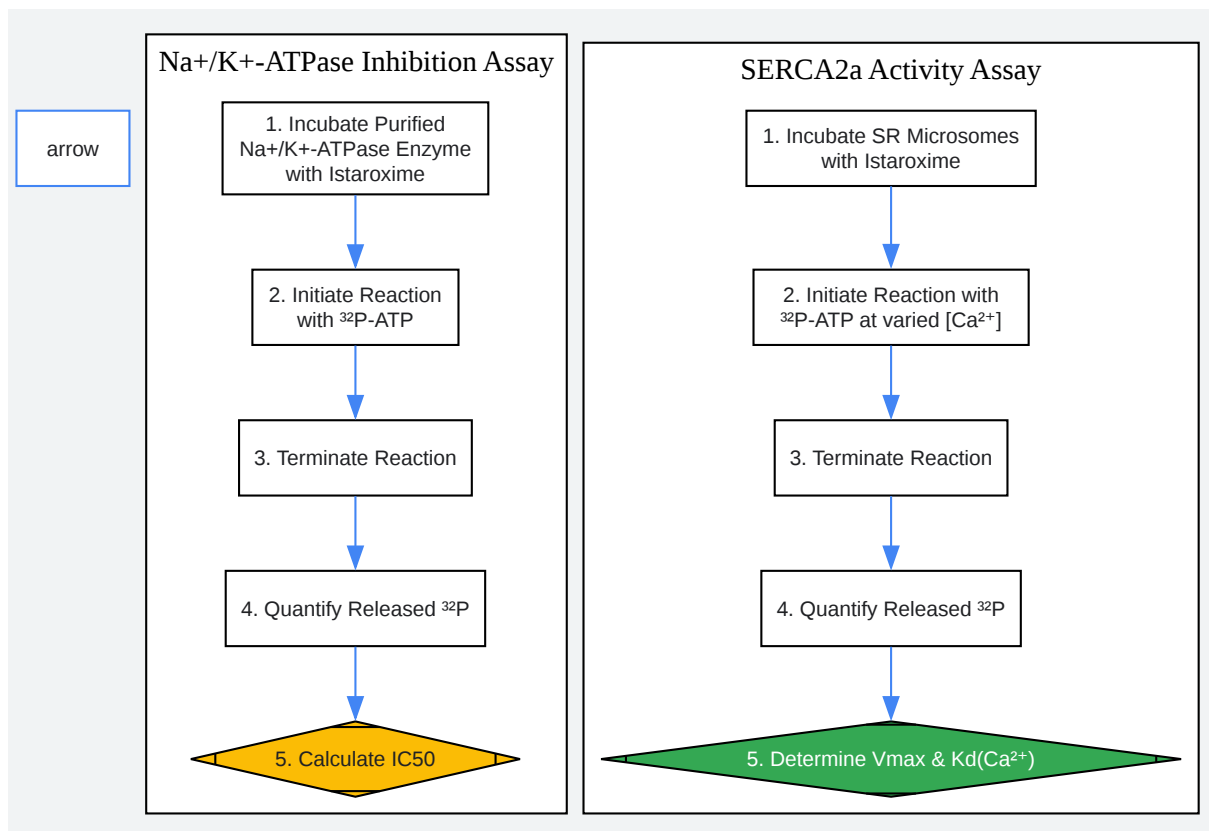 arrow
Na+/K+-ATPase Inhibition Assay
1. Incubate Purified
Na+/K+-ATPase Enzyme
with Istaroxime
2. Initiate Reaction
with ³²P-ATP
3. Terminate Reaction
4. Quantify Released ³²P
5. Calculate IC50
SERCA2a Activity Assay
1. Incubate SR Microsomes
with Istaroxime
2. Initiate Reaction with
³²P-ATP at varied [Ca²⁺]
3. Terminate Reaction
4. Quantify Released ³²P
5. Determine Vmax & Kd(Ca²⁺)